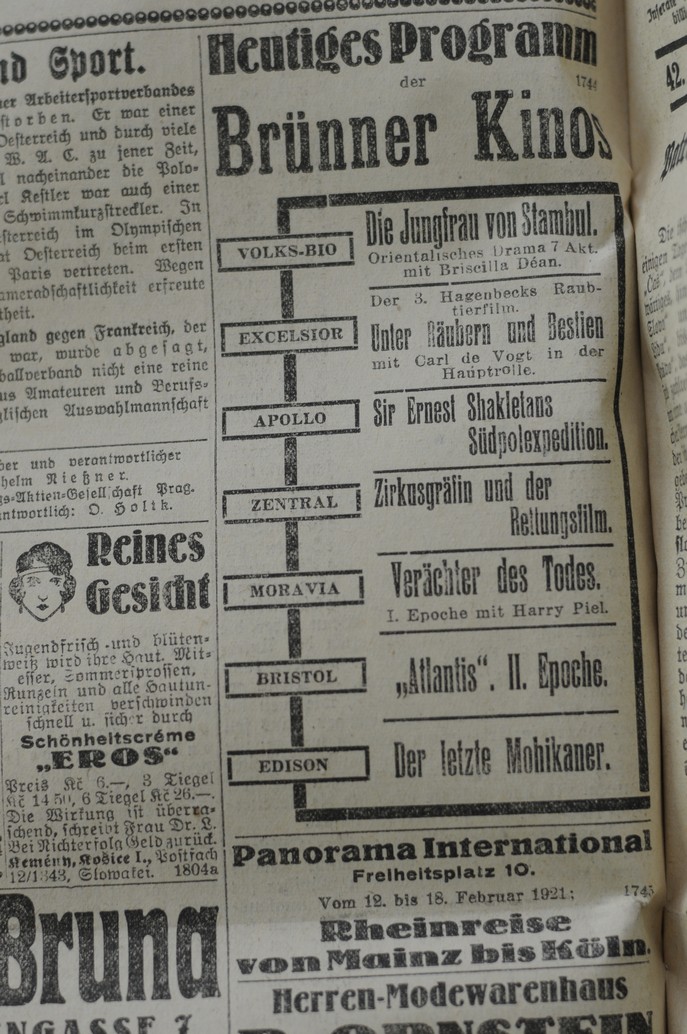 nd Sport.
ner Arbeitersportverbandes
storben. Er war einer
Oesterreich und durch viele
W. A. C. zu jener Zeit,
l nacheinander die Polo-
rl Kestler war auch einer
Schwimmkurzstreckler. In
esterreich im Olympischen
at Oesterreich beim ersten
Paris vertreten. Wegen
ameradschaftlichkeit erfreute
theit.
gland gegen Frankreich, der
war, wurde abgesagt,
ballverband nicht eine reine
us Amateuren und Berufs-
glischen Auswahlmannschaft
ber und verantwortlicher
helm Nießner.
gs-Aktien-Gesellschaft Prag.
antwortlich: O. Holik.
Reines
Gesicht
Jugendfrisch und blüten-
weiß wird ihre Haut. Mit-
esser, Sommersprossen,
Runzeln und alle Hautun-
reinigkeiten verschwinden
schnell u. sicher durch
Schönheitscréme
„EROS“
Preis Kč 6.—, 3 Tiegel
Kč 14·50, 6 Tiegel Kč 26.—.
Die Wirkung ist überra-
schend, schreibt Frau Dr. L.
Bei Nichterfolg Geld zurück.
Kemény, Košice I., Postfach
12/1343, Slowakei. 1804a
Bruna
NGASSE 7
Heutiges Programm
der 1744
Brünner Kinos
VOLKS-BIO
Die Jungfrau von Stambul.
Orientalisches Drama 7 Akt.
mit Briscilla Déan.
EXCELSIOR
Der 3. Hagenbecks Raub-
tierfilm.
Unter Räubern und Bestien
mit Carl de Vogt in der
Hauptrolle.
APOLLO
Sir Ernest Shakletans
Südpolexpedition.
ZENTRAL
Zirkusgräfin und der
Rettungsfilm.
MORAVIA
Verächter des Todes.
I. Epoche mit Harry Piel.
BRISTOL
„Atlantis“. II. Epoche.
EDISON
Der letzte Mohikaner.
Panorama International
Freiheitsplatz 10.
Vom 12. bis 18. Februar 1921: 1743
Rheinreise
von Mainz bis Köln.
Herren-Modewarenhaus
42.
Die
einigen